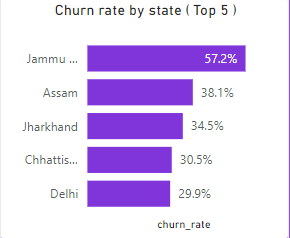 Churn rate by state ( Top 5 )
Jammu ... 57.2%
Assam 38.1%
Jharkhand 34.5%
Chhattis... 30.5%
Delhi 29.9%
churn_rate